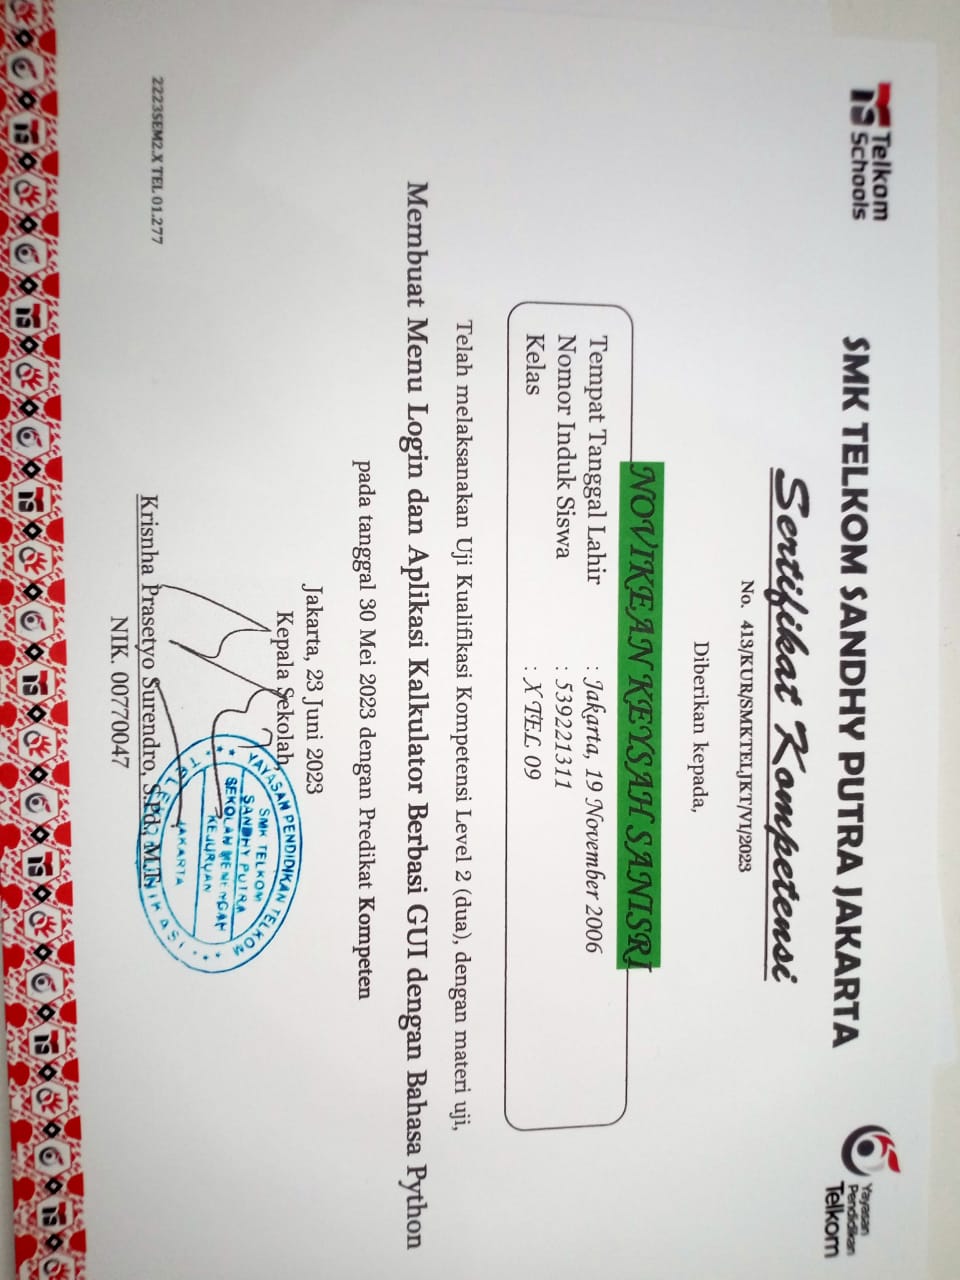 Telkom
Schools
SMK TELKOM SANDHY PUTRA JAKARTA
Yayasan
Pendidikan
Telkom
Sertifikat Kompetensi
No. 413/KUR/SMKTELJKT/VI/2023
Diberikan kepada,
NOVIKEAN KEYSAH SANISRI
Tempat Tanggal Lahir : Jakarta, 19 November 2006
Nomor Induk Siswa : 539221311
Kelas : X TEL 09
Telah melaksanakan Uji Kualifikasi Kompetensi Level 2 (dua), dengan materi uji,
Membuat Menu Login dan Aplikasi Kalkulator Berbasi GUI dengan Bahasa Python
pada tanggal 30 Mei 2023 dengan Predikat Kompeten
Jakarta, 23 Juni 2023
Kepala Sekolah
YAYASAN PENDIDIKAN TELKOM
SMK TELKOM
SANDHY PUTRA
SEKOLAH MENENGAH
KEJURUAN
JAKARTA
Krisnha Prasetyo Surendro, S.Pd., M.T
NIK. 00770047
2223SEM2.X TEL 01.277